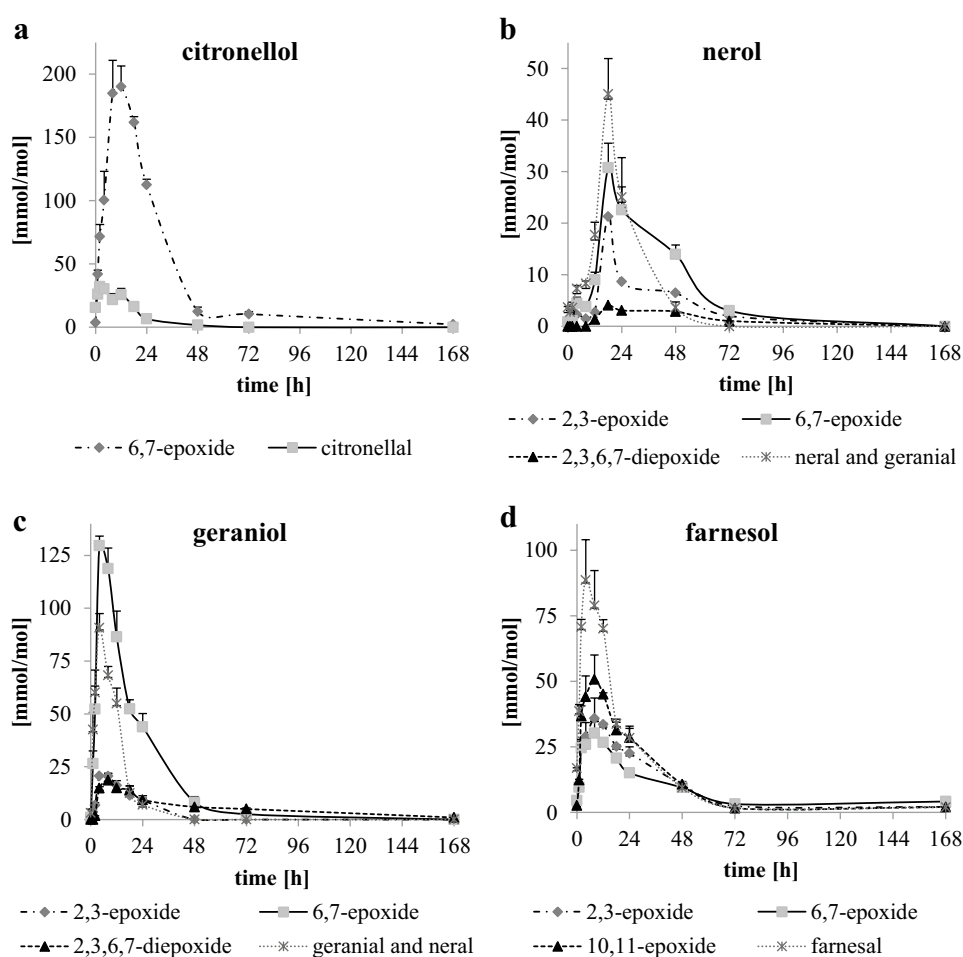 a
citronellol
[mmol/mol]
200
150
100
50
0
0 24 48 72 96 120 144 168
time [h]
6,7-epoxide citronellal
b
nerol
[mmol/mol]
50
40
30
20
10
0
0 24 48 72 96 120 144 168
time [h]
2,3-epoxide 6,7-epoxide
2,3,6,7-diepoxide neral and geranial
c
geraniol
[mmol/mol]
125
100
75
50
25
0
0 24 48 72 96 120 144 168
time [h]
2,3-epoxide 6,7-epoxide
2,3,6,7-diepoxide geranial and neral
d
farnesol
[mmol/mol]
100
75
50
25
0
0 24 48 72 96 120 144 168
time [h]
2,3-epoxide 6,7-epoxide
10,11-epoxide farnesal